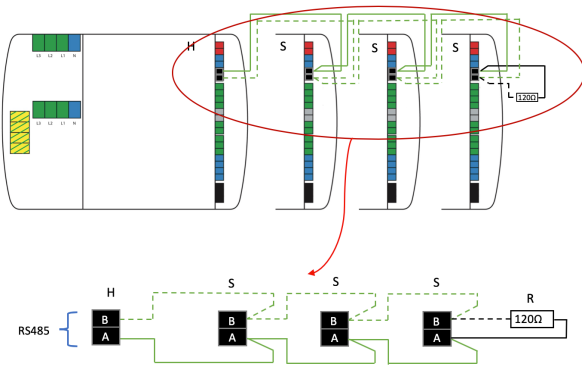 H S S S
L3 L2 L1 N
120Ω
L3 L2 L1 N
H S S S R
RS485
B B B B 120Ω
A A A A